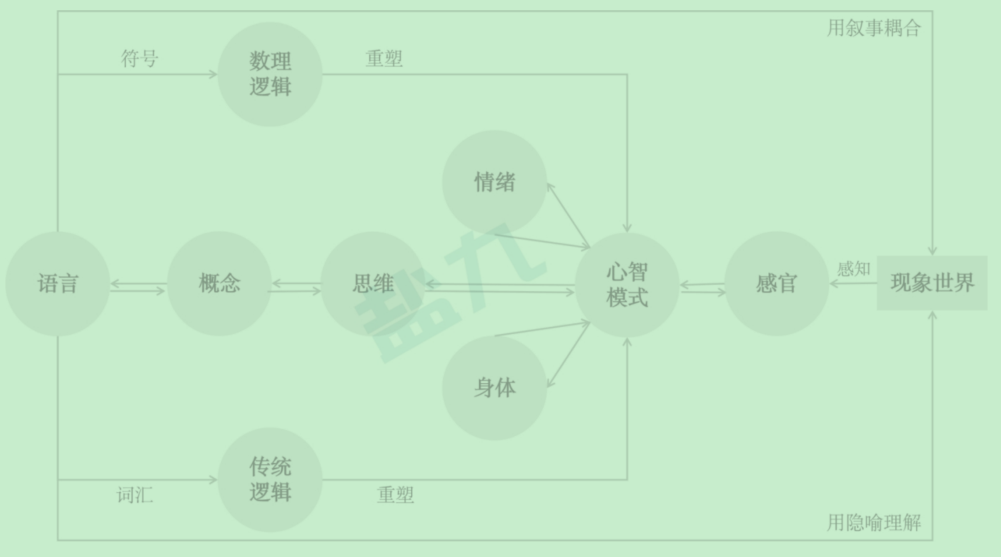 用叙事耦合
符号
数理
逻辑
重塑
情绪
语言
概念
思维
心智
模式
感官
感知
现象世界
身体
传统
逻辑
词汇
重塑
用隐喻理解
盐九